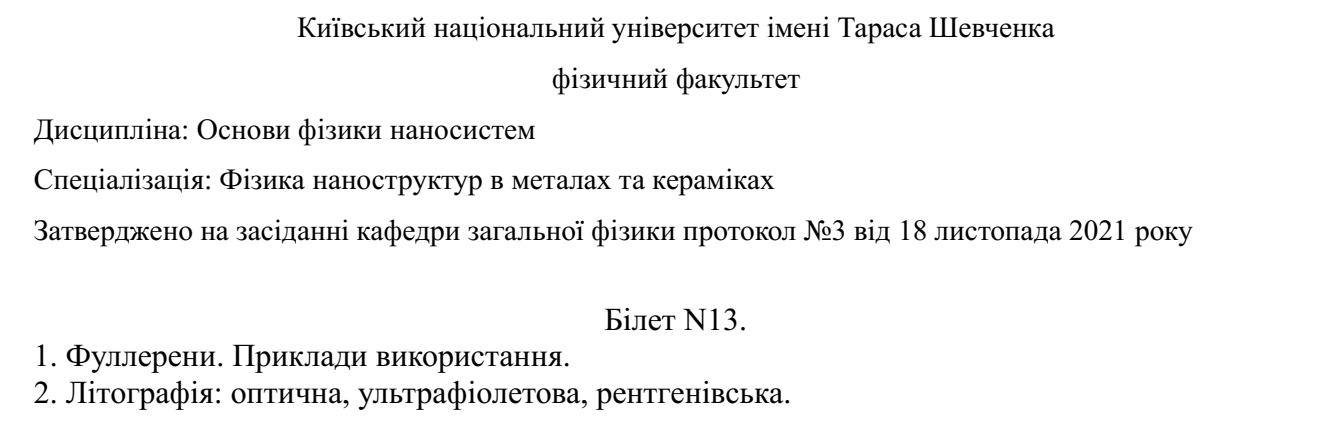 Київський національний університет імені Тараса Шевченка
фізичний факультет
Дисципліна: Основи фізики наносистем
Спеціалізація: Фізика наноструктур в металах та кераміках
Затверджено на засіданні кафедри загальної фізики протокол №3 від 18 листопада 2021 року
Білет N13.
1. Фуллерени. Приклади використання.
2. Літографія: оптична, ультрафіолетова, рентгенівська.